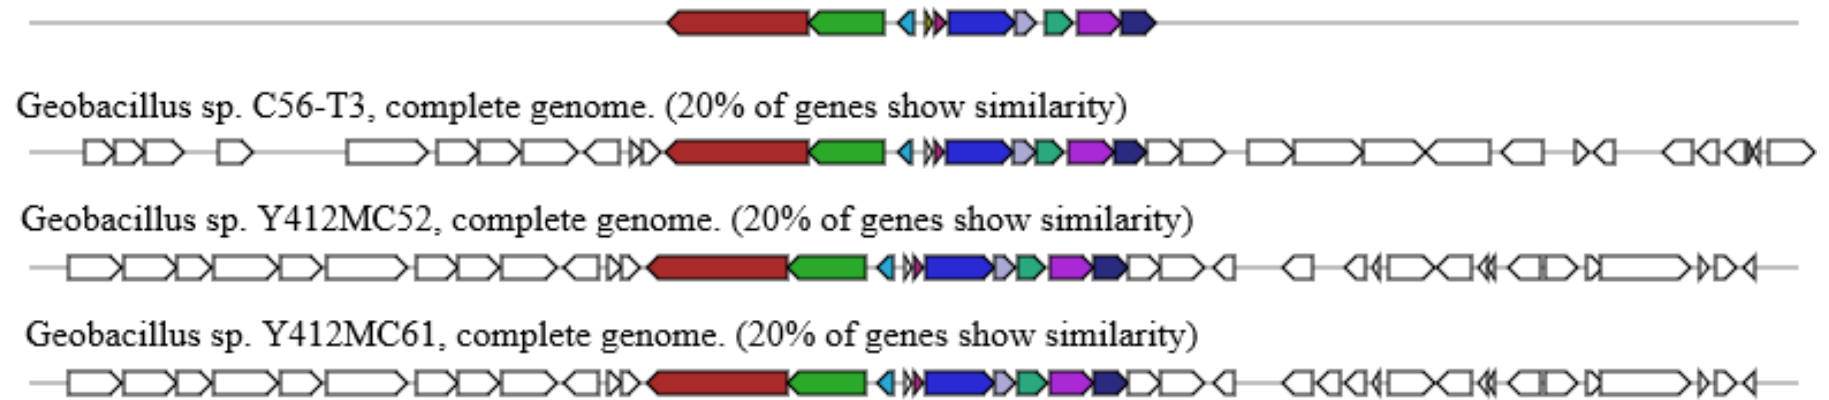 Geobacillus sp. C56-T3, complete genome. (20% of genes show similarity)
Geobacillus sp. Y412MC52, complete genome. (20% of genes show similarity)
Geobacillus sp. Y412MC61, complete genome. (20% of genes show similarity)